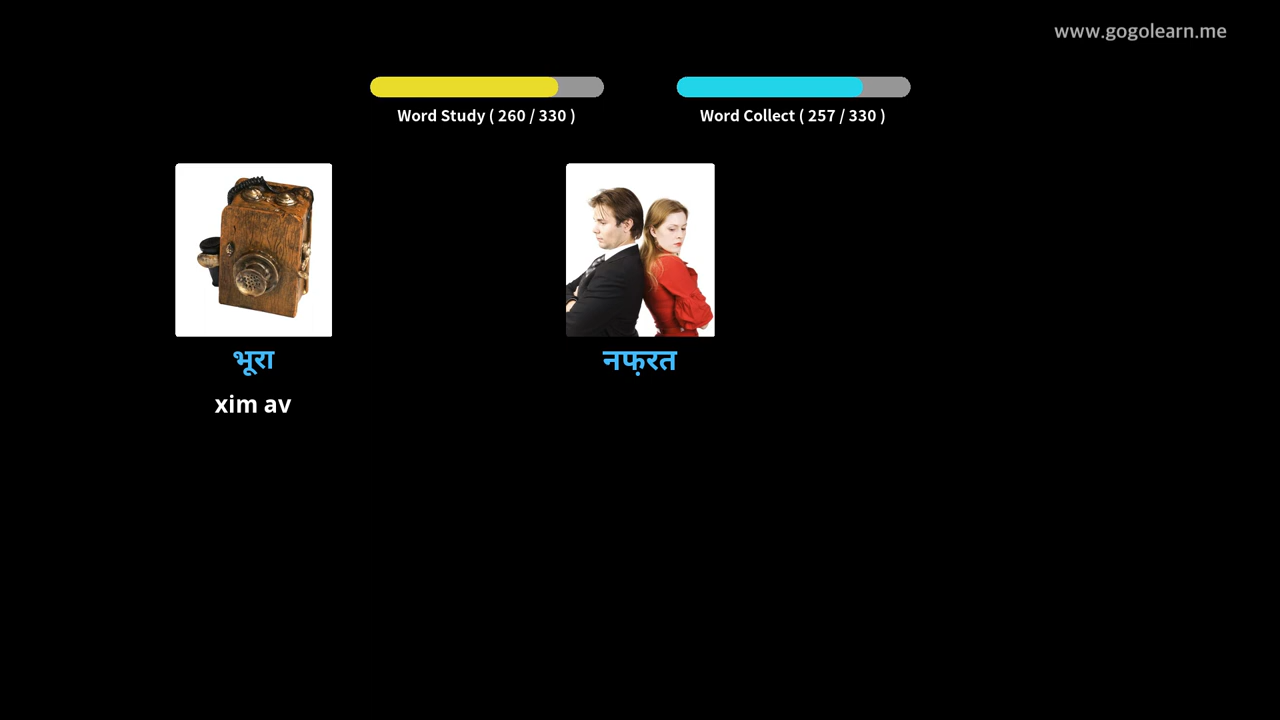 www.gogolearn.me
Word Study ( 260 / 330 )
Word Collect ( 257 / 330 )
भूरा
नफ़रत
xim av